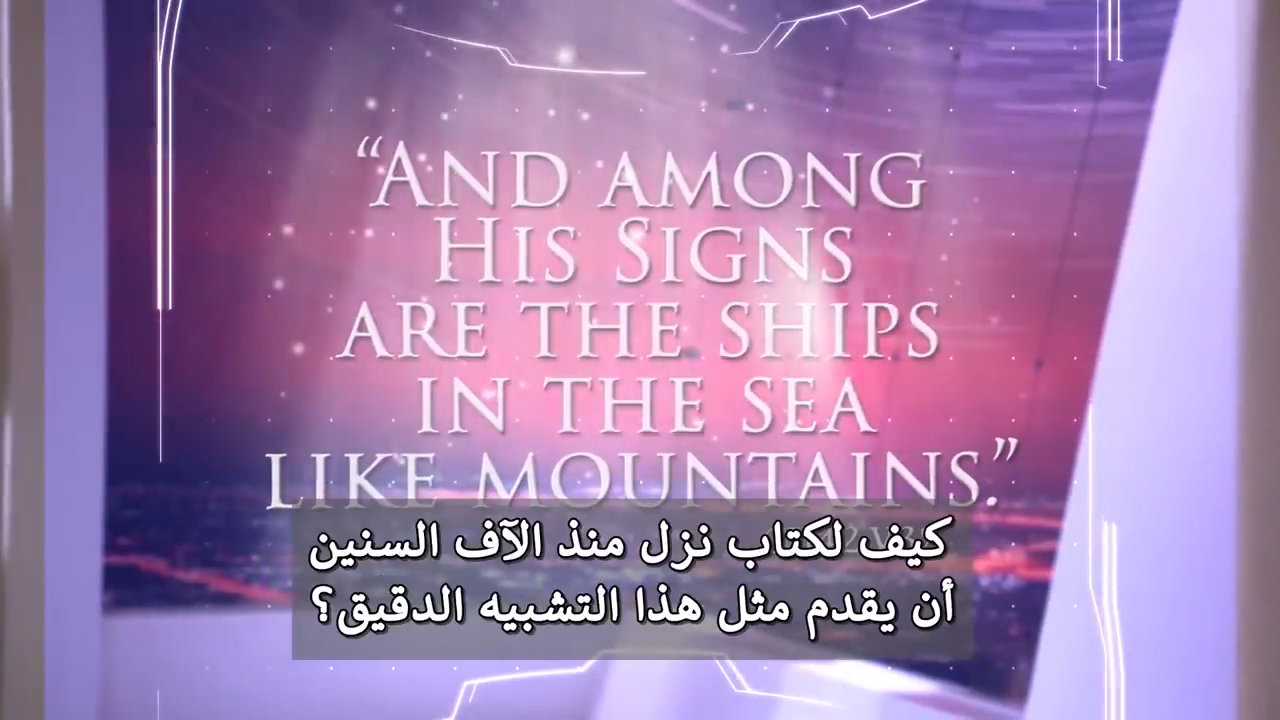 “AND AMONG
HIS SIGNS
ARE THE SHIPS
IN THE SEA
LIKE MOUNTAINS.”
كيف لكتاب نزل منذ الآف السنين
أن يقدم مثل هذا التشبيه الدقيق؟